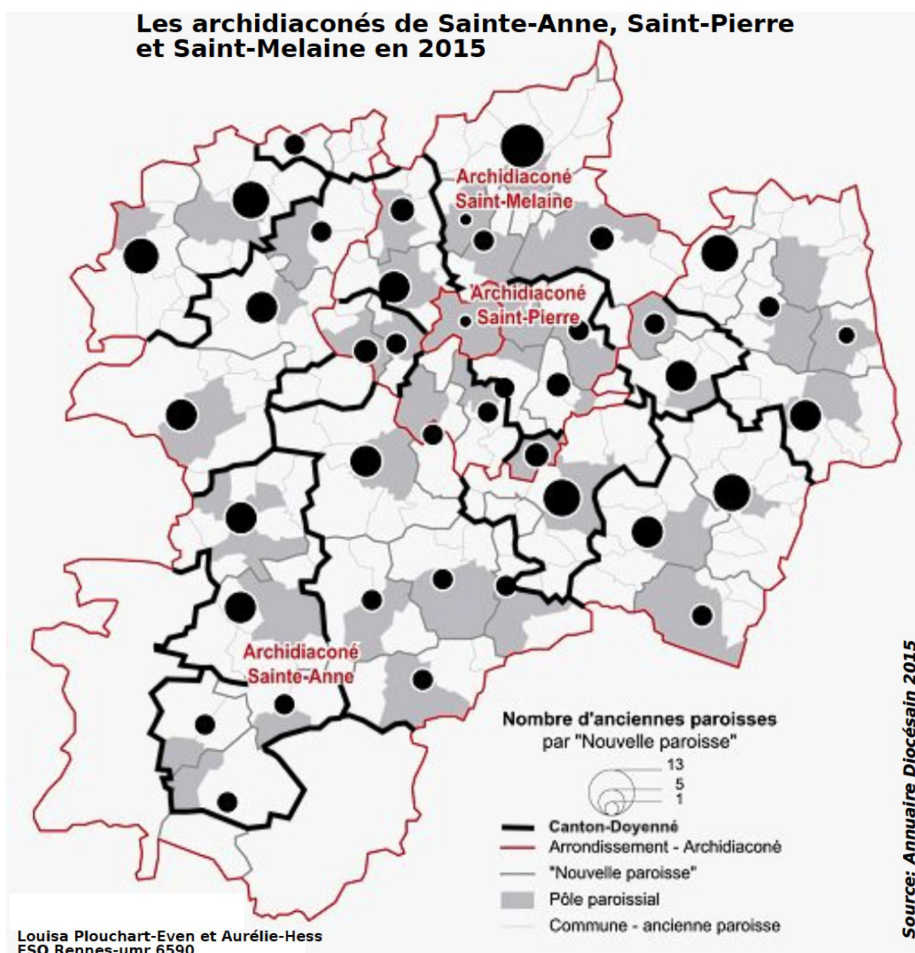 Les archidiaconés de Sainte-Anne, Saint-Pierre
et Saint-Melaine en 2015
Archidiaconé
Saint-Melaine
Archidiaconé
Saint-Pierre
Archidiaconé
Sainte-Anne
Nombre d'anciennes paroisses
par "Nouvelle paroisse"
13
5
1
Canton-Doyenné
Arrondissement - Archidiaconé
"Nouvelle paroisse"
Pôle paroissial
Commune - ancienne paroisse
Source: Annuaire Diocésain 2015
Louisa Plouchart-Even et Aurélie-Hess
ESO Rennes-umr 6590